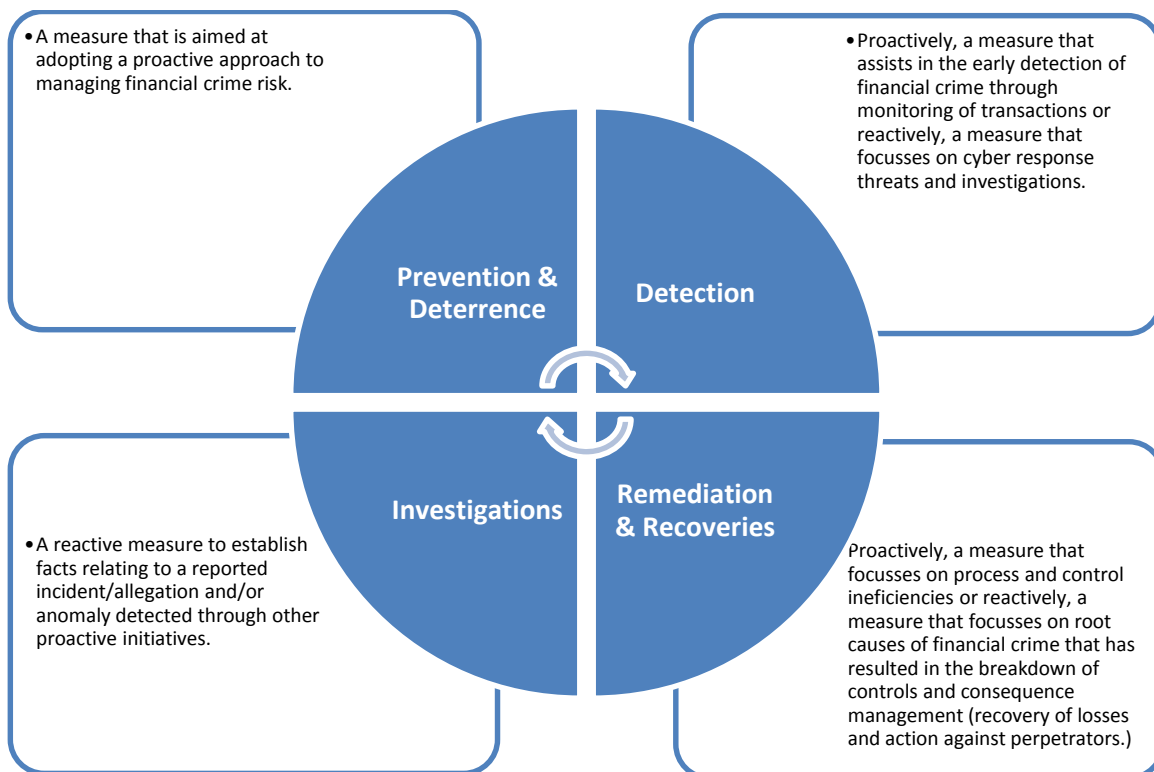 •A measure that is aimed at
adopting a proactive approach to
managing financial crime risk.
•Proactively, a measure that
assists in the early detection of
financial crime through
monitoring of transactions or
reactively, a measure that
focusses on cyber response
threats and investigations.
Prevention &
Deterrence
Detection
Investigations
Remediation
& Recoveries
•A reactive measure to establish
facts relating to a reported
incident/allegation and/or
anomaly detected through other
proactive initiatives.
Proactively, a measure that
focusses on process and control
ineficiencies or reactively, a
measure that focusses on root
causes of financial crime that has
resulted in the breakdown of
controls and consequence
management (recovery of losses
and action against perpetrators.)